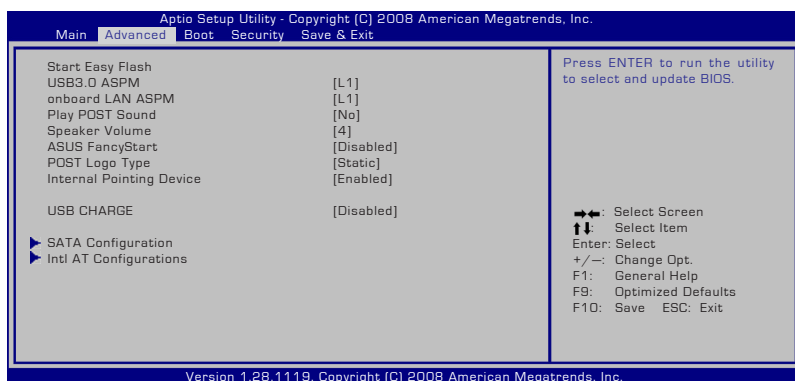 Aptio Setup Utility - Copyright (C) 2008 American Megatrends, Inc.
Main Advanced Boot Security Save & Exit
Start Easy Flash
USB3.0 ASPM [L1]
onboard LAN ASPM [L1]
Play POST Sound [No]
Speaker Volume [4]
ASUS FancyStart [Disabled]
POST Logo Type [Static]
Internal Pointing Device [Enabled]
USB CHARGE [Disabled]
SATA Configuration
Intl AT Configurations
Press ENTER to run the utility
to select and update BIOS.
→←: Select Screen
↑↓: Select Item
Enter: Select
+/—: Change Opt.
F1: General Help
F9: Optimized Defaults
F10: Save ESC: Exit
Version 1.28.1119. Copyright (C) 2008 American Megatrends, Inc.